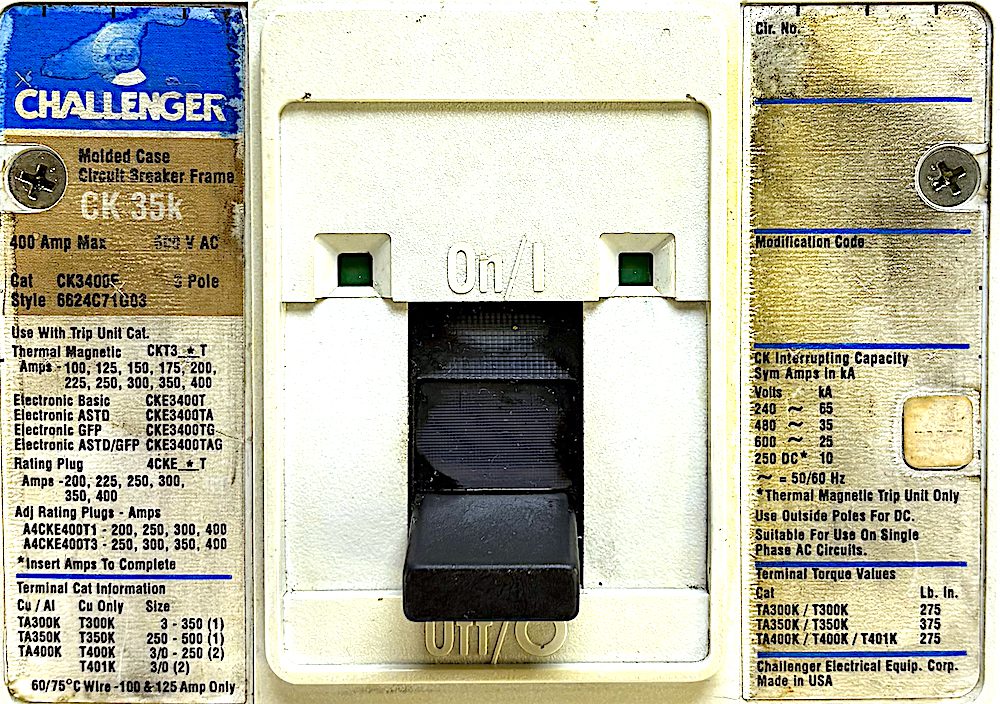 CHALLENGER
Molded Case
Circuit Breaker Frame
CK 35k
400 Amp Max 600 V AC
Cat CK3400F 3 Pole
Style 6624C71G03
Use With Trip Unit Cat.
Thermal Magnetic CKT3_*_T
Amps -100, 125, 150, 175, 200,
225, 250, 300, 350, 400
Electronic Basic CKE3400T
Electronic ASTD CKE3400TA
Electronic GFP CKE3400TG
Electronic ASTD/GFP CKE3400TAG
Rating Plug 4CKE_*_T
Amps -200, 225, 250, 300,
350, 400
Adj Rating Plugs - Amps
A4CKE400T1 - 200, 250, 300, 400
A4CKE400T3 - 250, 300, 350, 400
*Insert Amps To Complete
Terminal Cat Information
Cu / Al Cu Only Size
TA300K T300K 3 - 350 (1)
TA350K T350K 250 - 500 (1)
TA400K T400K 3/0 - 250 (2)
T401K 3/0 (2)
60/75°C Wire -100 & 125 Amp Only
On/I
Off/O
Cir. No.
Modification Code
CK Interrupting Capacity
Sym Amps In kA
Volts kA
240 ~ 65
480 ~ 35
600 ~ 25
250 DC* 10
~ = 50/60 Hz
*Thermal Magnetic Trip Unit Only
Use Outside Poles For DC.
Suitable For Use On Single
Phase AC Circuits.
Terminal Torque Values
Cat Lb. In.
TA300K / T300K 275
TA350K / T350K 375
TA400K / T400K / T401K 275
Challenger Electrical Equip. Corp.
Made in USA